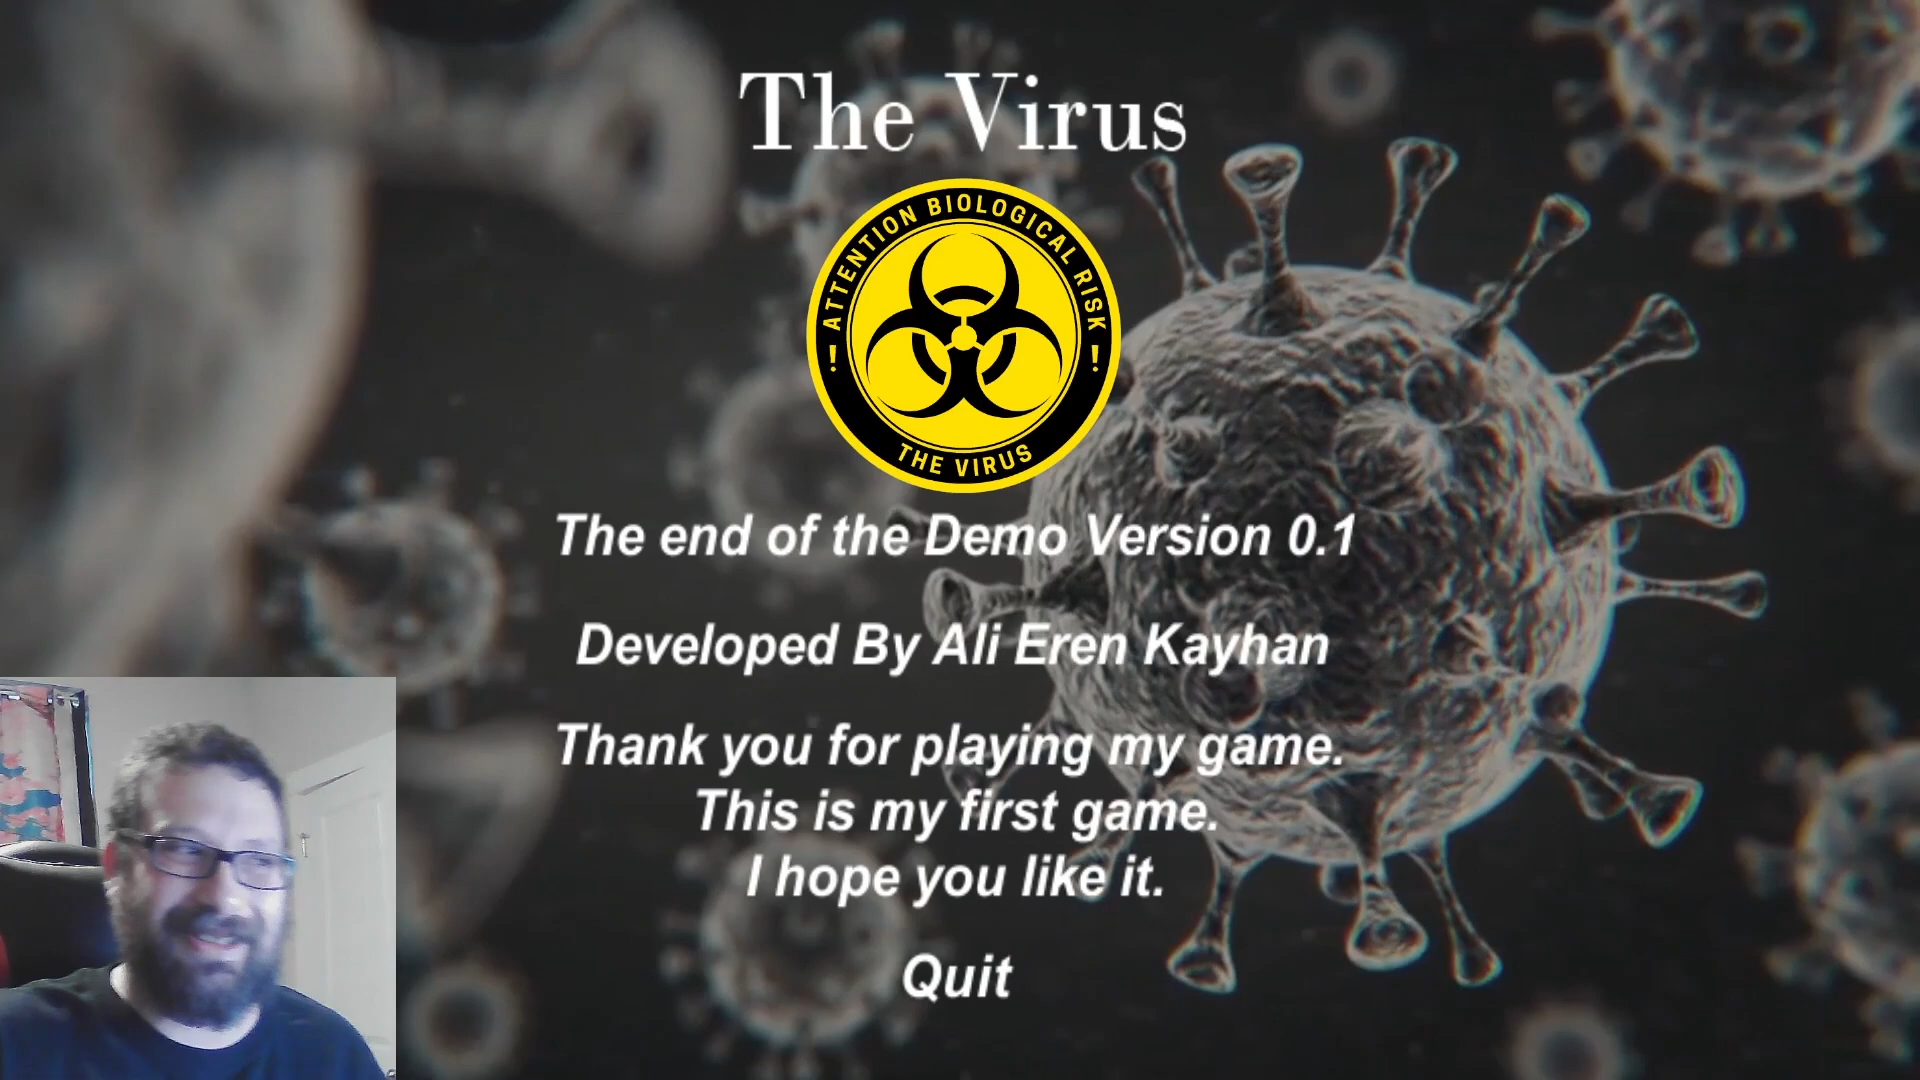 The Virus
! ATTENTION BIOLOGICAL RISK !
THE VIRUS
The end of the Demo Version 0.1
Developed By Ali Eren Kayhan
Thank you for playing my game.
This is my first game.
I hope you like it.
Quit